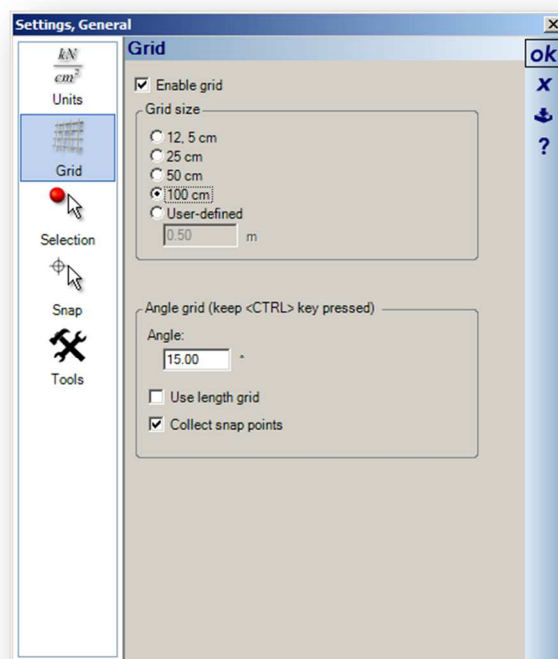 Settings, General
kN
cm²
Units
Grid
Selection
Snap
Tools
Grid
Enable grid
Grid size
12, 5 cm
25 cm
50 cm
100 cm
User-defined
0.50 m
Angle grid (keep <CTRL> key pressed)
Angle:
15.00 °
Use length grid
Collect snap points
ok
x
?